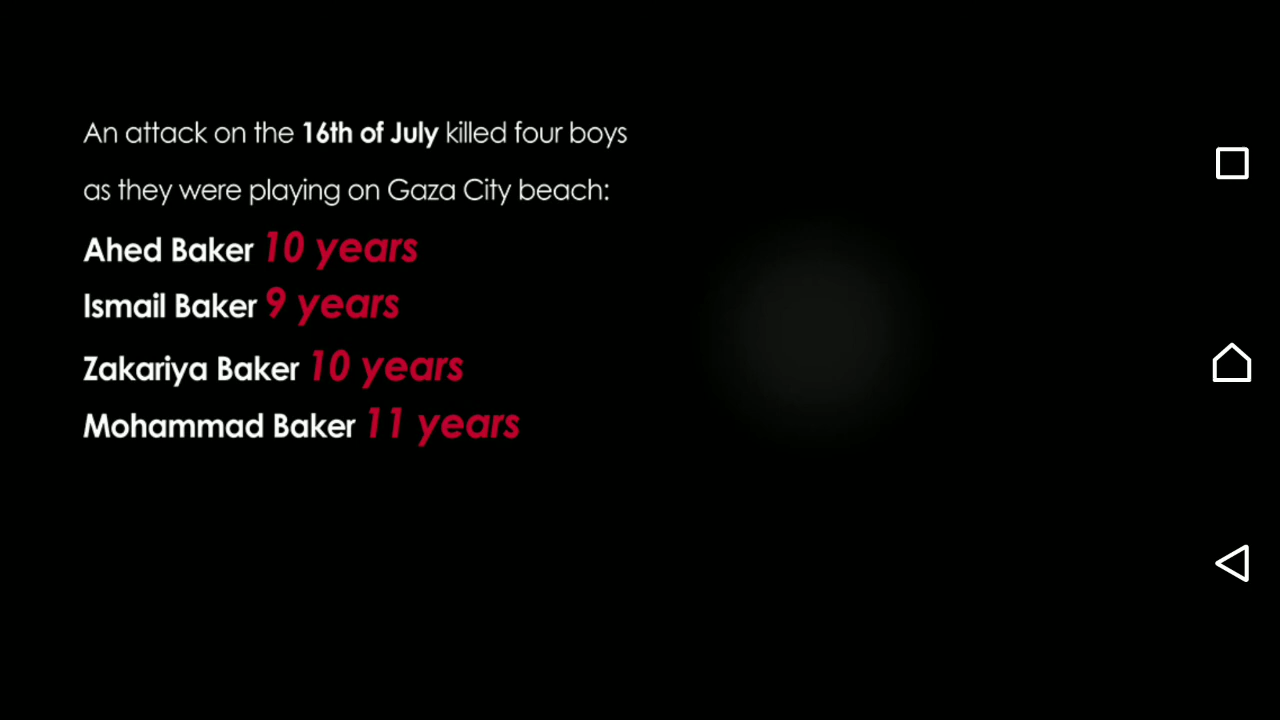 An attack on the 16th of July killed four boys
as they were playing on Gaza City beach:
Ahed Baker 10 years
Ismail Baker 9 years
Zakariya Baker 10 years
Mohammad Baker 11 years